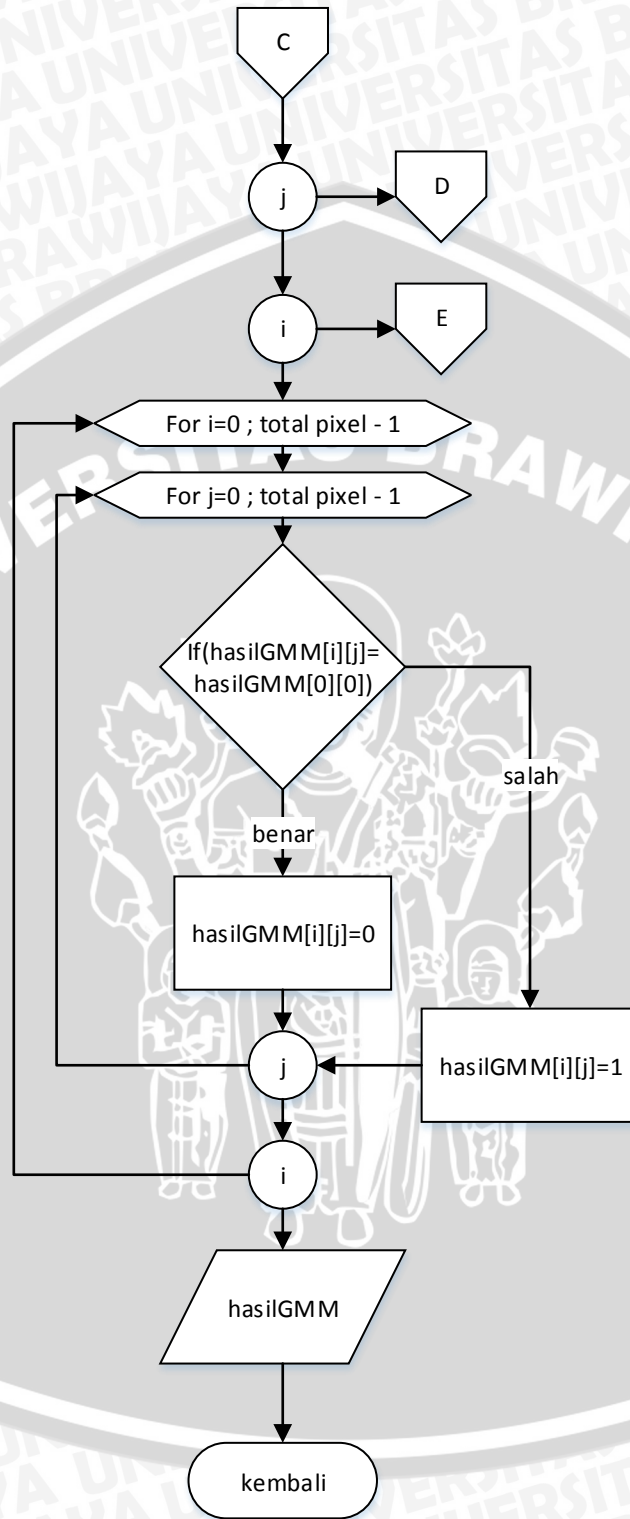 C
j
D
i
E
For i=0 ; total pixel - 1
For j=0 ; total pixel - 1
If(hasilGMM[i][j]=
hasilGMM[0][0])
salah
benar
hasilGMM[i][j]=0
j
hasilGMM[i][j]=1
i
hasilGMM
kembali